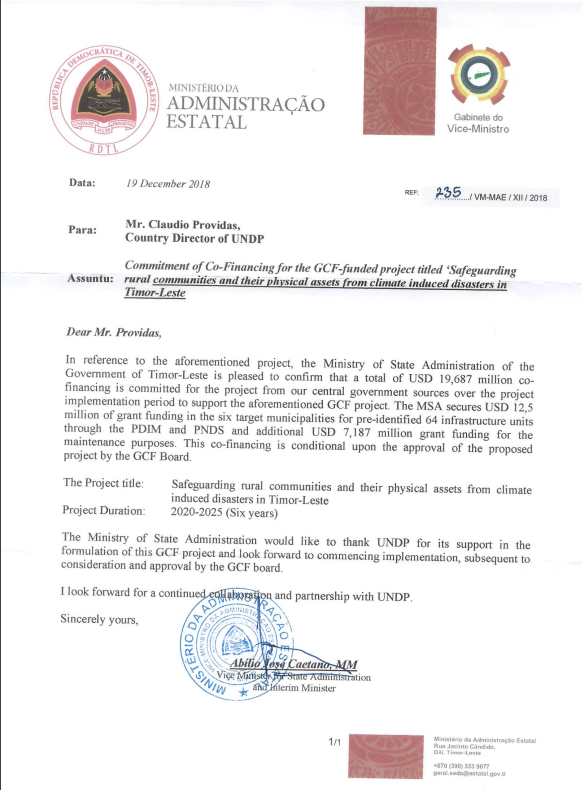 REPÚBLICA DEMOCRÁTICA DE TIMOR-LESTE
RDTL
MINISTÉRIO DA
ADMINISTRAÇÃO
ESTATAL
Gabinete do
Vice-Ministro
Data: 19 December 2018
REF: 235/ VM-MAE / XII / 2018
Para: Mr. Claudio Providas,
Country Director of UNDP
Commitment of Co-Financing for the GCF-funded project titled ‘Safeguarding
Assuntu: rural communities and their physical assets from climate induced disasters in
Timor-Leste
Dear Mr. Providas,
In reference to the aforementioned project, the Ministry of State Administration of the
Government of Timor-Leste is pleased to confirm that a total of USD 19,687 million co-
financing is committed for the project from our central government sources over the project
implementation period to support the aforementioned GCF project. The MSA secures USD 12,5
million of grant funding in the six target municipalities for pre-identified 64 infrastructure units
through the PDIM and PNDS and additional USD 7,187 million grant funding for the
maintenance purposes. This co-financing is conditional upon the approval of the proposed
project by the GCF Board.
The Project title: Safeguarding rural communities and their physical assets from climate
induced disasters in Timor-Leste
Project Duration: 2020-2025 (Six years)
The Ministry of State Administration would like to thank UNDP for its support in the
formulation of this GCF project and look forward to commencing implementation, subsequent to
consideration and approval by the GCF board.
I look forward for a continued collaboration and partnership with UNDP.
Sincerely yours,
MINISTÉRIO DA ADMINISTRAÇÃO ESTATAL
Abílio José Caetano, MM
Vice Minister for State Administration
and Interim Minister
1/1
Ministério da Administração Estatal
Rua Jacinto Cândido,
Dili, Timor-Leste
+670 (390) 333 9077
geral.seda@estatal.gov.tl